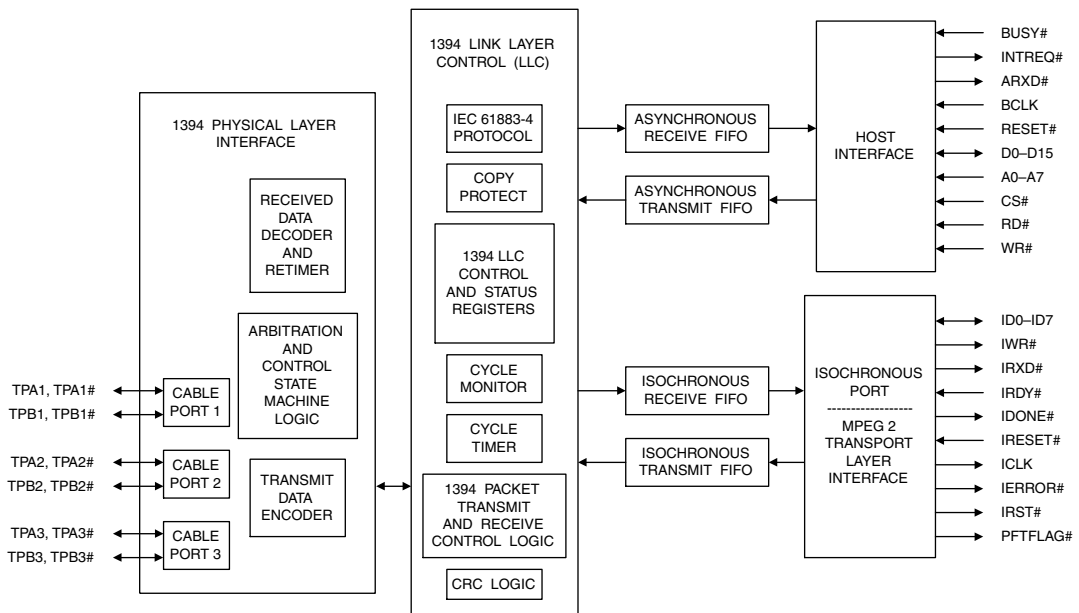 1394 PHYSICAL LAYER
INTERFACE
RECEIVED
DATA
DECODER
AND
RETIMER
ARBITRATION
AND
CONTROL
STATE
MACHINE
LOGIC
TRANSMIT
DATA
ENCODER
TPA1, TPA1#
TPB1, TPB1#
CABLE
PORT 1
TPA2, TPA2#
TPB2, TPB2#
CABLE
PORT 2
TPA3, TPA3#
TPB3, TPB3#
CABLE
PORT 3
1394 LINK LAYER
CONTROL (LLC)
IEC 61883-4
PROTOCOL
COPY
PROTECT
1394 LLC
CONTROL
AND STATUS
REGISTERS
CYCLE
MONITOR
CYCLE
TIMER
1394 PACKET
TRANSMIT
AND RECEIVE
CONTROL LOGIC
CRC LOGIC
ASYNCHRONOUS
RECEIVE FIFO
ASYNCHRONOUS
TRANSMIT FIFO
ISOCHRONOUS
RECEIVE FIFO
ISOCHRONOUS
TRANSMIT FIFO
HOST
INTERFACE
BUSY#
INTREQ#
ARXD#
BCLK
RESET#
D0–D15
A0–A7
CS#
RD#
WR#
ISOCHRONOUS
PORT
MPEG 2
TRANSPORT
LAYER
INTERFACE
ID0–ID7
IWR#
IRXD#
IRDY#
IDONE#
IRESET#
ICLK
IERROR#
IRST#
PFTFLAG#